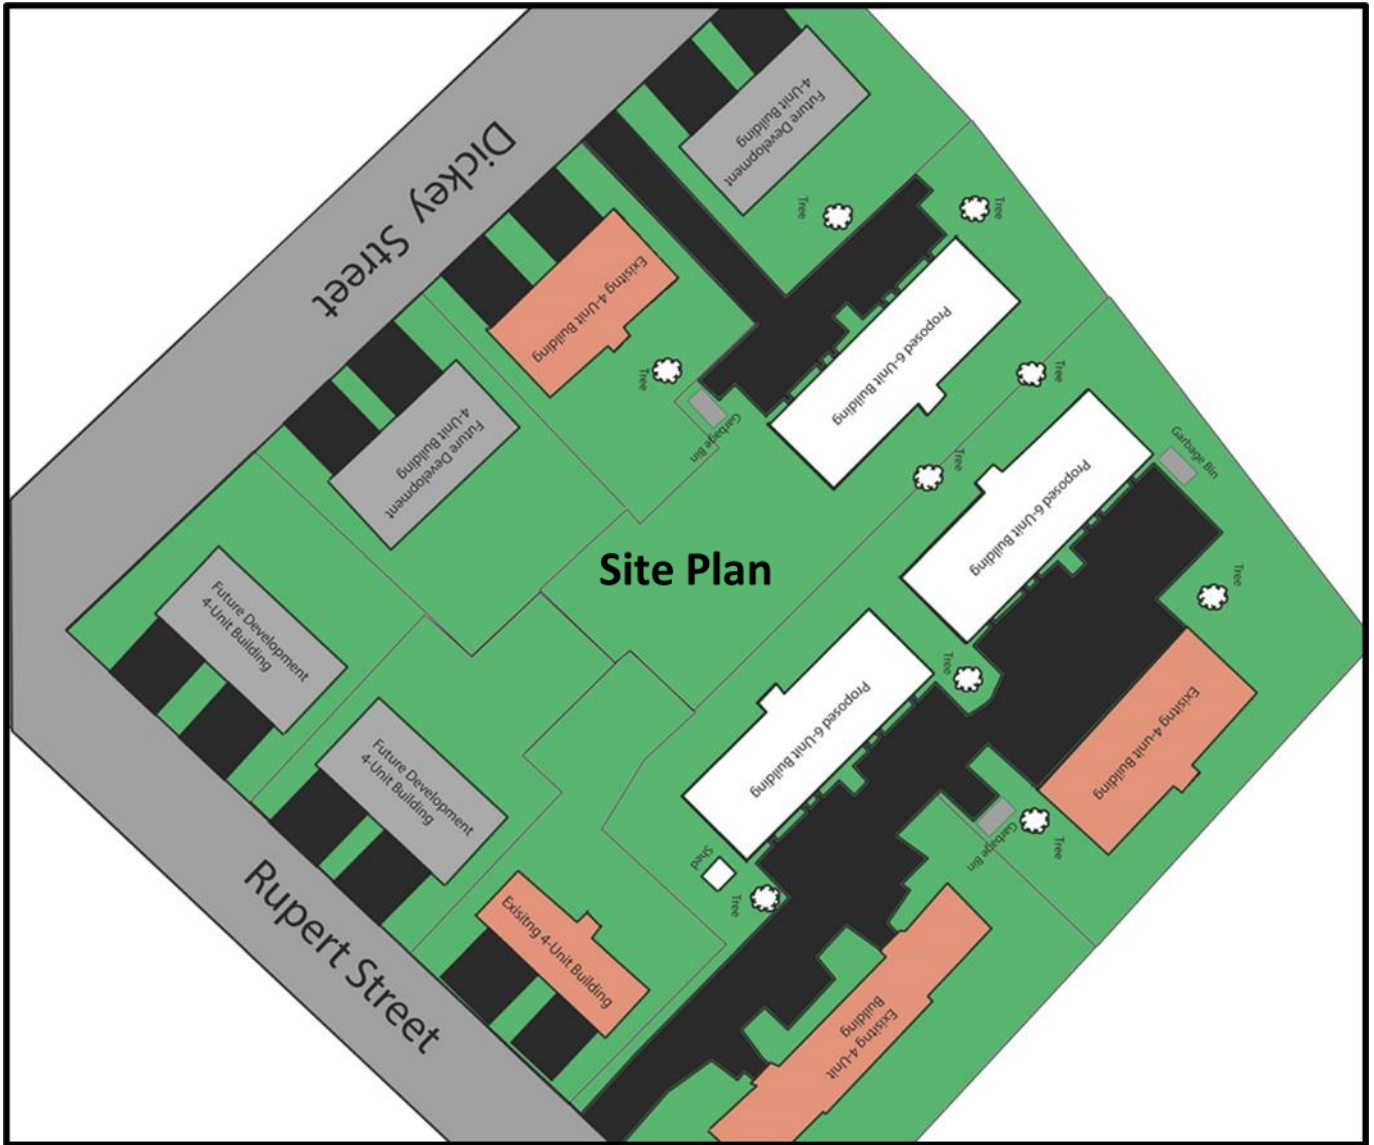 Future Development
4-Unit Building
Dickey Street
Tree
Tree
Exisitng 4-Unit Building
Proposed 6-Unit Building
Tree
Tree
Garbage Bin
Future Development
4-Unit Building
Tree
Garbage Bin
Proposed 6-Unit Building
Site Plan
Tree
Future Development
4-Unit Building
Tree
Proposed 6-Unit Building
Exisitng 4-unit Building
Future Development
4-Unit Building
Garbage Bin
Tree
Shed
Tree
Rupert Street
Exisitng 4-Unit Building
Exisitng 4-Unit
Building